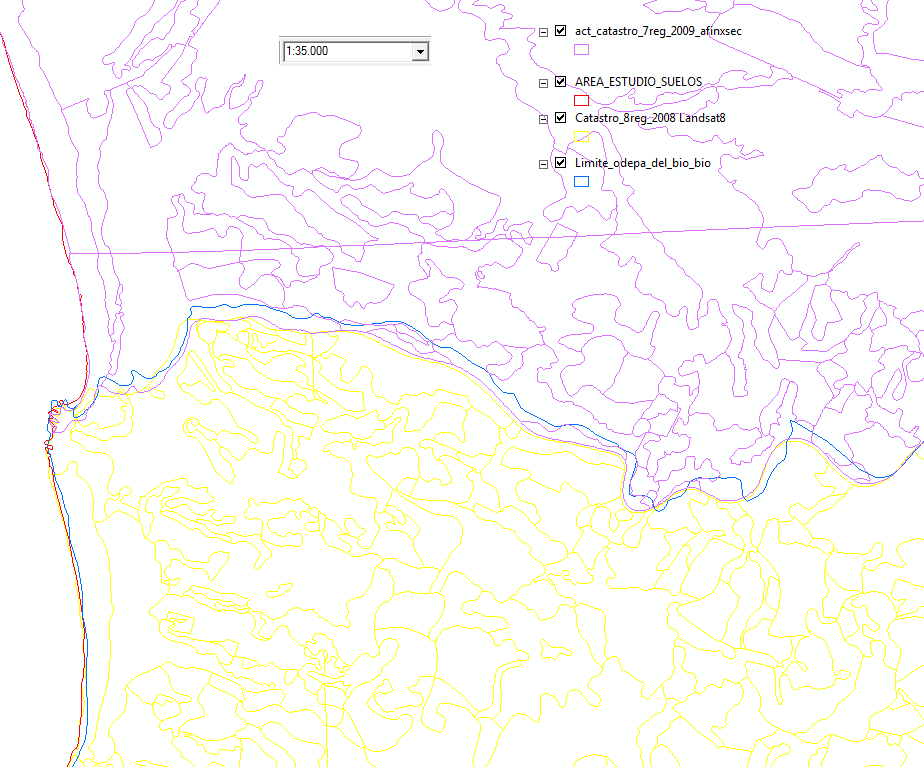 act_catastro_7reg_2009_afinxsec
1:35.000
AREA_ESTUDIO_SUELOS
Catastro_8reg_2008 Landsat8
Limite_odepa_del_bio_bio